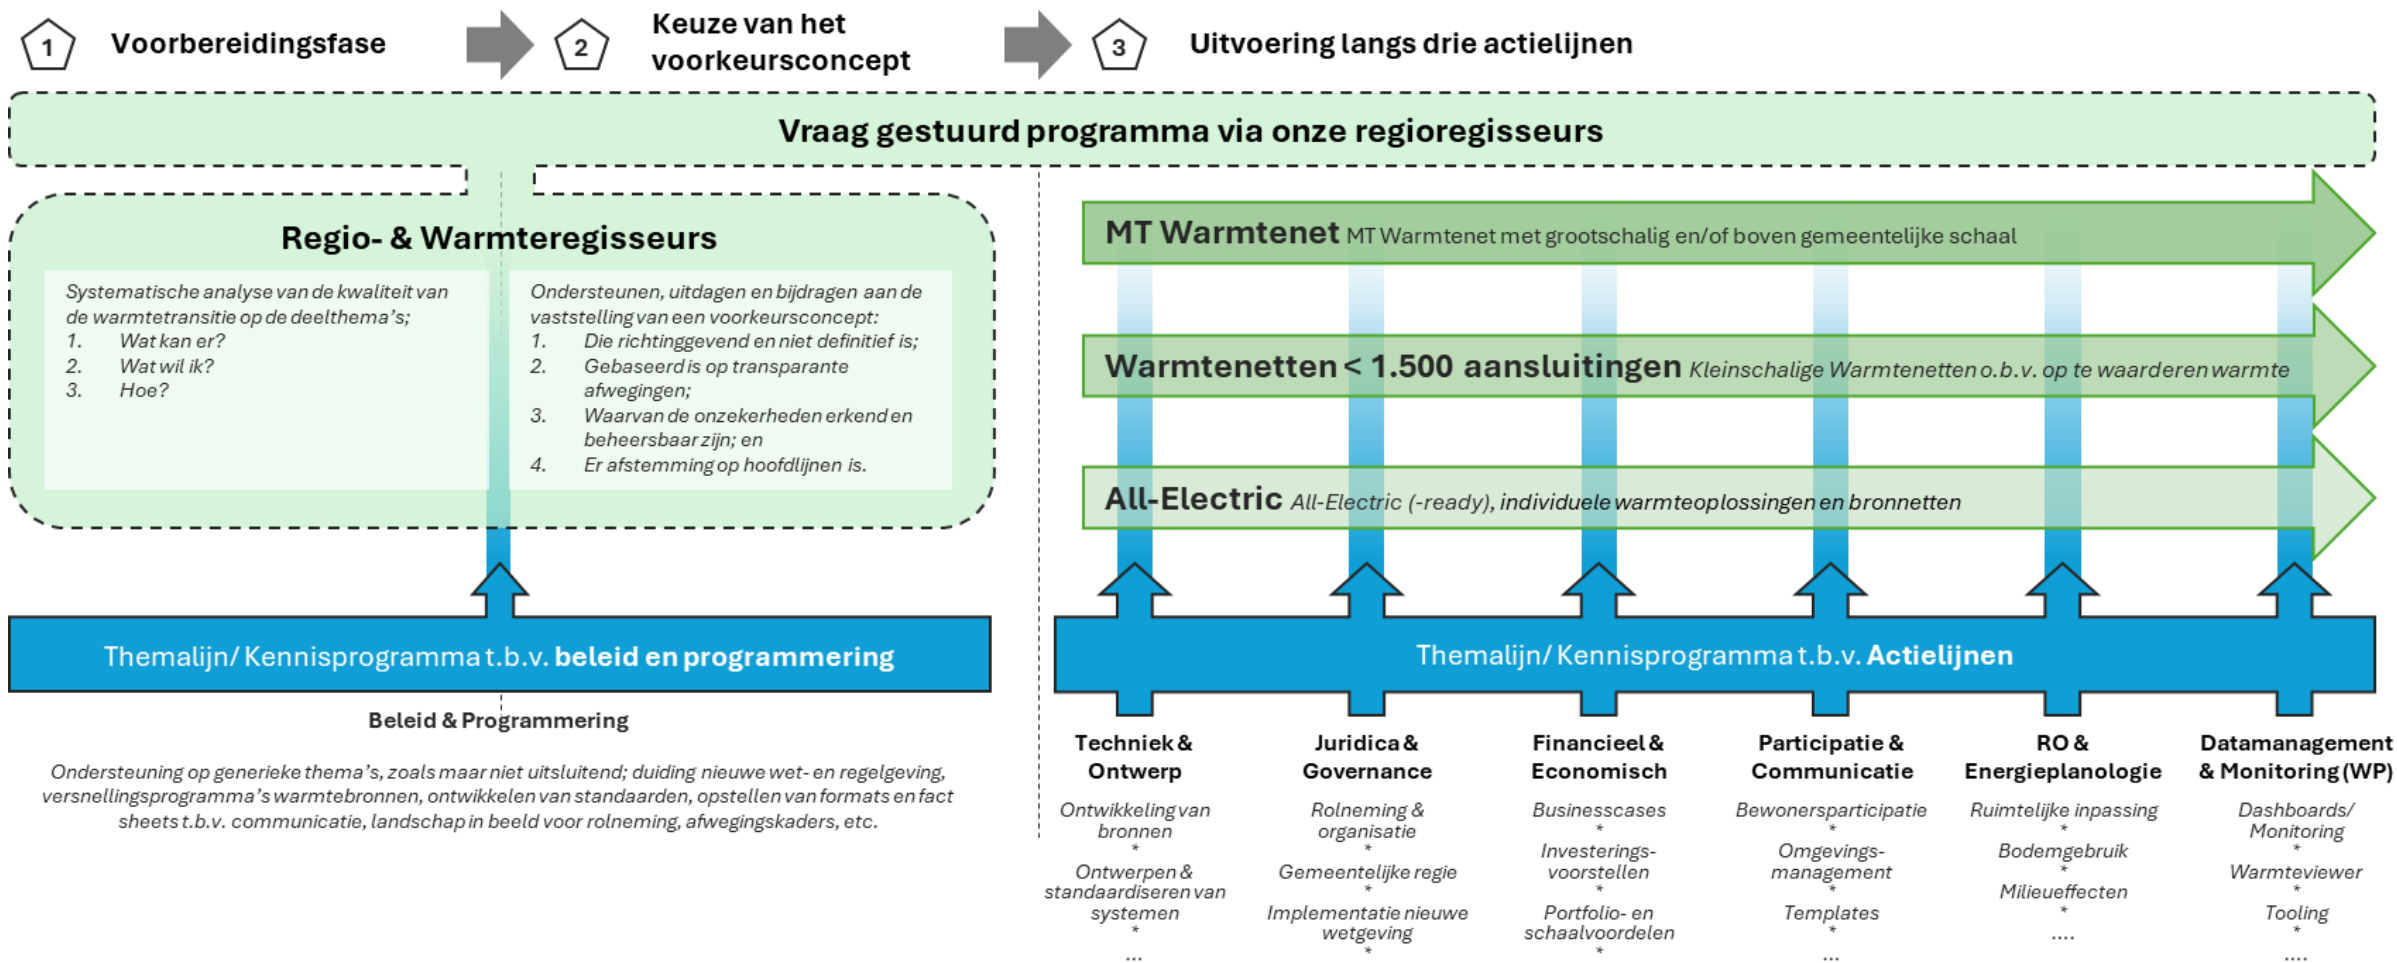 1
Voorbereidingsfase
2
Keuze van het
voorkeursconcept
3
Uitvoering langs drie actielijnen
Vraag gestuurd programma via onze regioregisseurs
Regio- & Warmteregisseurs
Systematische analyse van de kwaliteit van
de warmtetransitie op de deelthema's;
1. Wat kan er?
2. Wat wil ik?
3. Hoe?
Ondersteunen, uitdagen en bijdragen aan de
vaststelling van een voorkeursconcept:
1. Die richtinggevend en niet definitief is;
2. Gebaseerd is op transparante
afwegingen;
3. Waarvan de onzekerheden erkend en
beheersbaar zijn; en
4. Er afstemming op hoofdlijnen is.
MT Warmtenet MT Warmtenet met grootschalig en/of boven gemeentelijke schaal
Warmtenetten < 1.500 aansluitingen Kleinschalige Warmtenetten o.b.v. op te waarderen warmte
All-Electric All-Electric (-ready), individuele warmteoplossingen en bronnetten
Themalijn/ Kennisprogramma t.b.v. beleid en programmering
Beleid & Programmering
Ondersteuning op generieke thema's, zoals maar niet uitsluitend; duiding nieuwe wet- en regelgeving,
versnellingsprogramma's warmtebronnen, ontwikkelen van standaarden, opstellen van formats en fact
sheets t.b.v. communicatie, landschap in beeld voor rolneming, afwegingskaders, etc.
Themalijn/ Kennisprogramma t.b.v. Actielijnen
Techniek &
Ontwerp
Ontwikkeling van
bronnen
*
Ontwerpen &
standaardiseren van
systemen
*
...
Juridica &
Governance
Rolneming &
organisatie
*
Gemeentelijke regie
*
Implementatie nieuwe
wetgeving
*
Financieel &
Economisch
Businesscases
*
Investerings-
voorstellen
*
Portfolio- en
schaalvoordelen
*
Participatie &
Communicatie
Bewonersparticipatie
*
Omgevings-
management
*
Templates
*
...
RO &
Energieplanologie
Ruimtelijke inpassing
*
Bodemgebruik
*
Milieueffecten
*
....
Datamanagement
& Monitoring (WP)
Dashboards/
Monitoring
*
Warmteviewer
*
Tooling
*
....